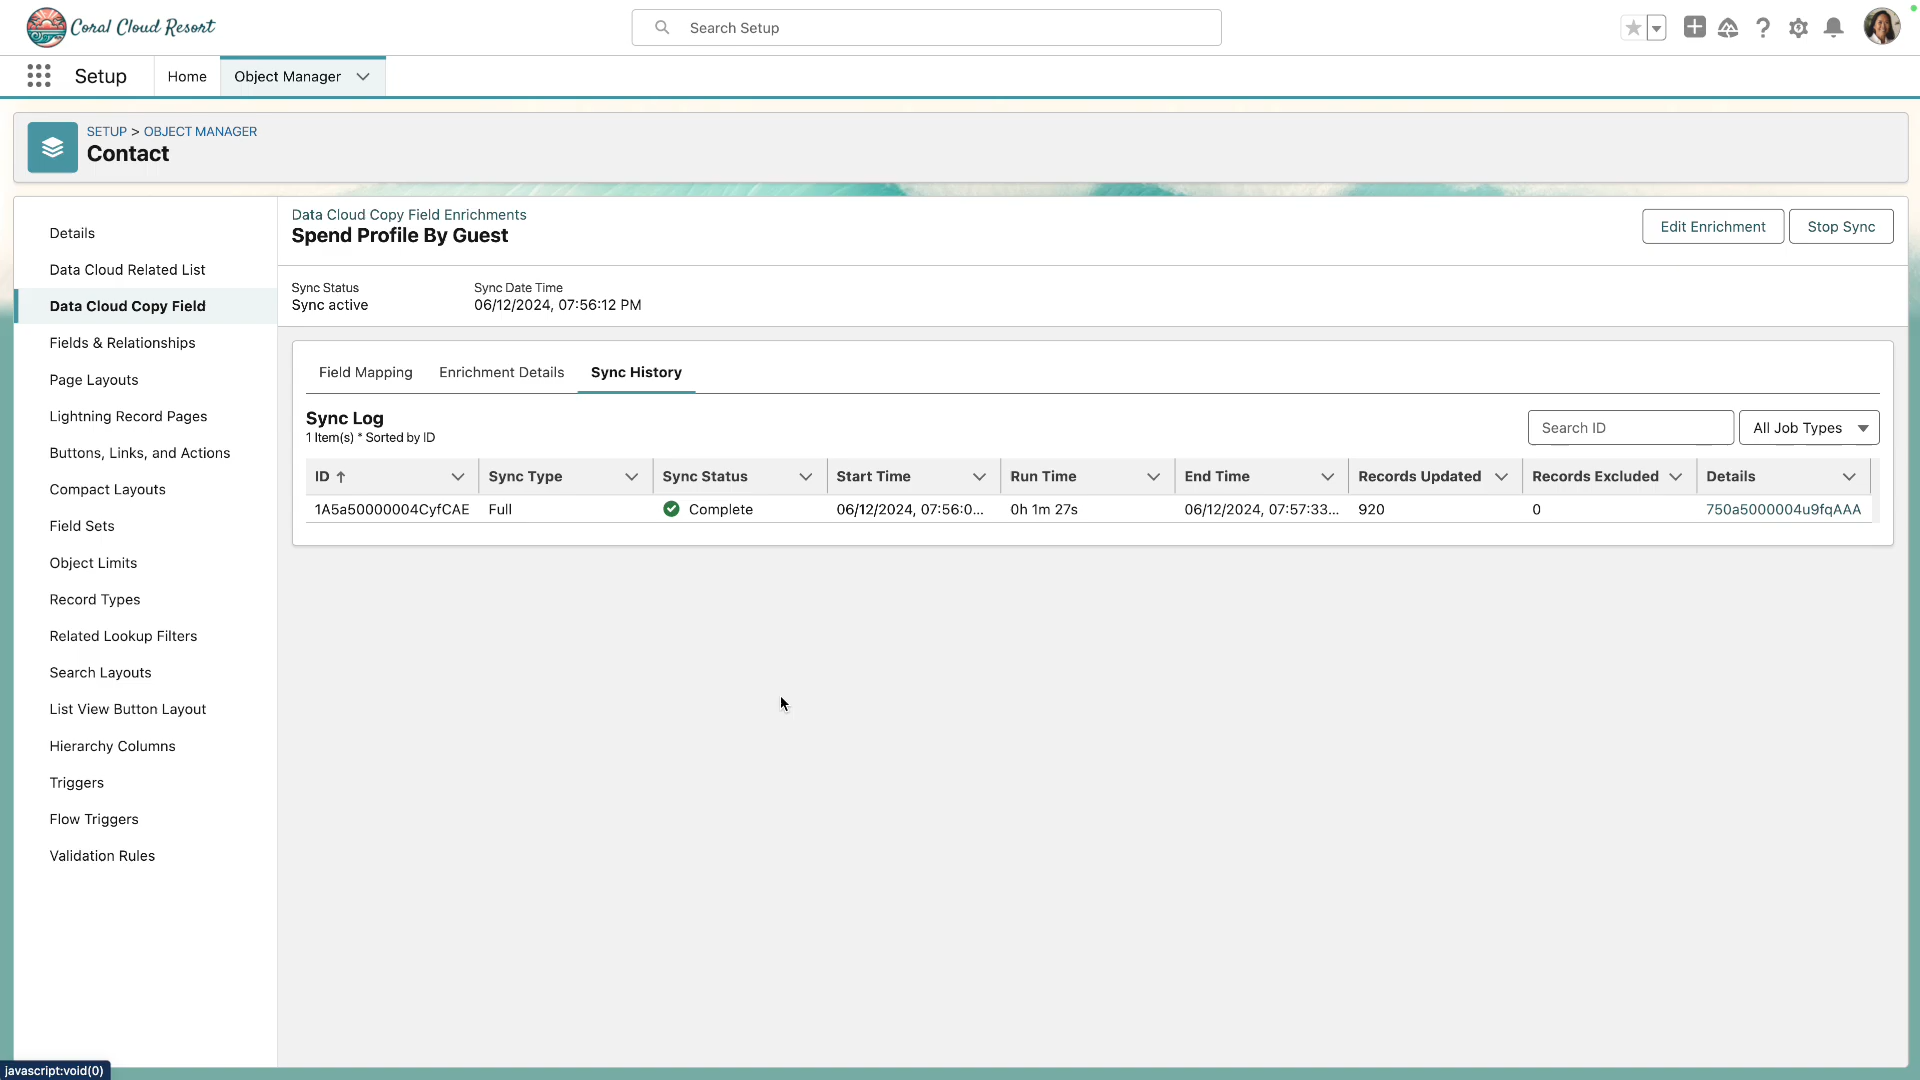 Coral Cloud Resort
Search Setup
Setup
Home
Object Manager
SETUP > OBJECT MANAGER
Contact
Details
Data Cloud Related List
Data Cloud Copy Field
Fields & Relationships
Page Layouts
Lightning Record Pages
Buttons, Links, and Actions
Compact Layouts
Field Sets
Object Limits
Record Types
Related Lookup Filters
Search Layouts
List View Button Layout
Hierarchy Columns
Triggers
Flow Triggers
Validation Rules
Data Cloud Copy Field Enrichments
Spend Profile By Guest
Edit Enrichment
Stop Sync
Sync Status
Sync active
Sync Date Time
06/12/2024, 07:56:12 PM
Field Mapping
Enrichment Details
Sync History
Sync Log
1 Item(s) * Sorted by ID
Search ID
All Job Types
ID Sync Type Sync Status Start Time Run Time End Time Records Updated Records Excluded Details
1A5a50000004CyfCAE Full Complete 06/12/2024, 07:56:0... 0h 1m 27s 06/12/2024, 07:57:33... 920 0 750a5000004u9fqAAA
javascript:void(0)